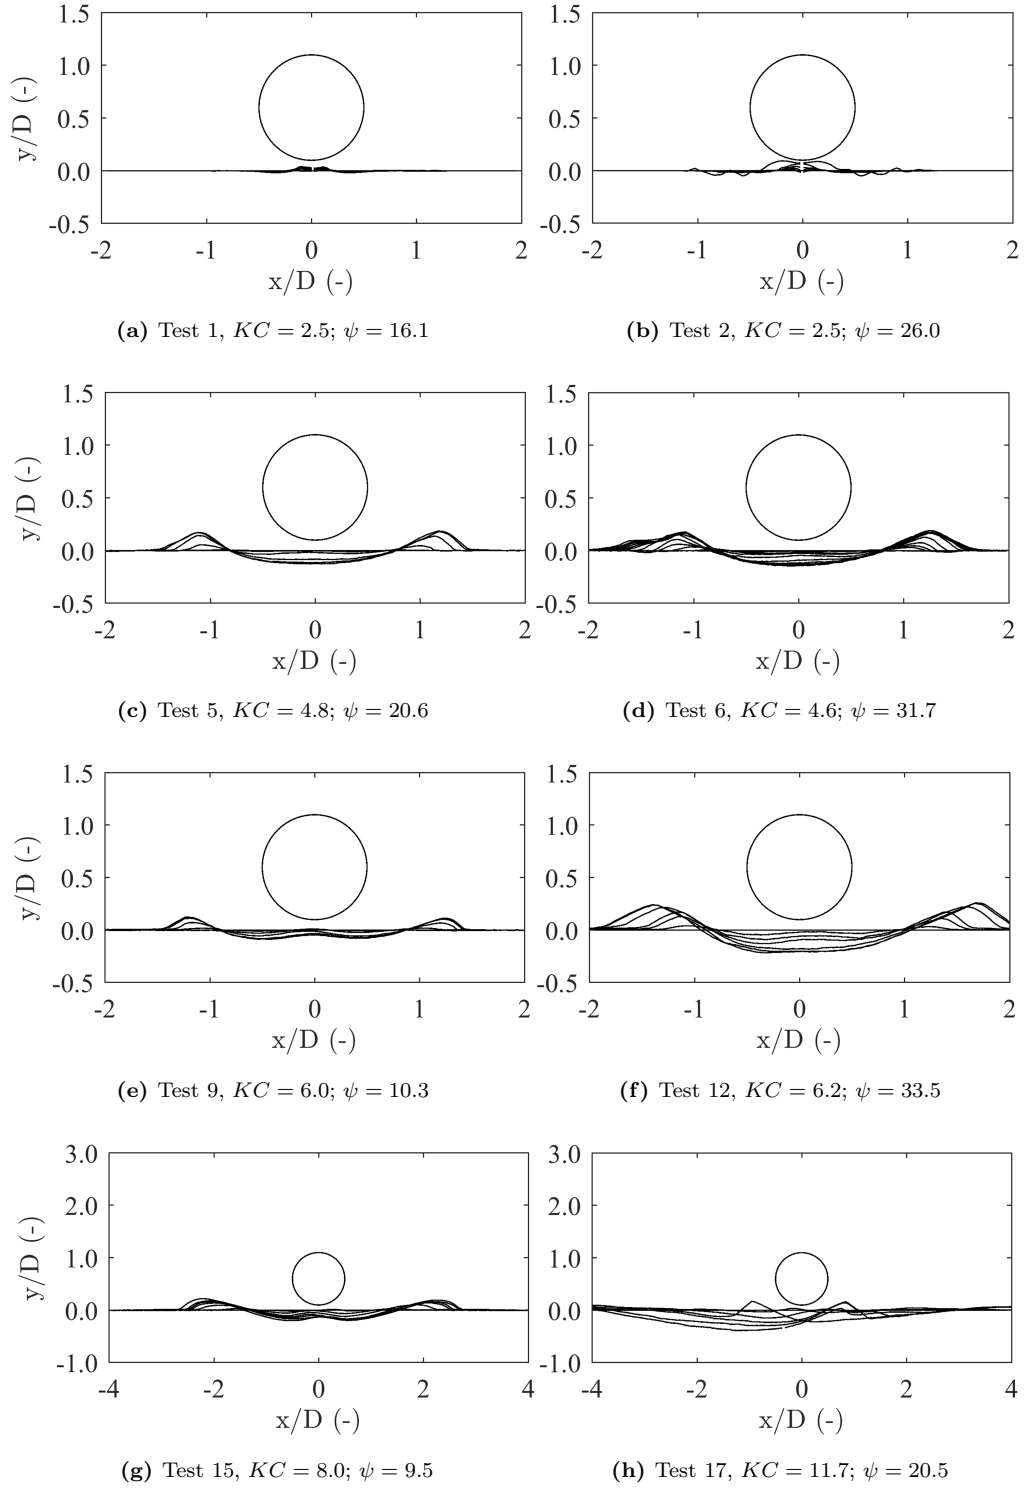 1.5
1.0
0.5
0.0
-0.5
y/D (-)
-2 -1 0 1 2
x/D (-)
(a) Test 1, KC = 2.5; ψ = 16.1
1.5
1.0
0.5
0.0
-0.5
-2 -1 0 1 2
x/D (-)
(b) Test 2, KC = 2.5; ψ = 26.0
1.5
1.0
0.5
0.0
-0.5
y/D (-)
-2 -1 0 1 2
x/D (-)
(c) Test 5, KC = 4.8; ψ = 20.6
1.5
1.0
0.5
0.0
-0.5
-2 -1 0 1 2
x/D (-)
(d) Test 6, KC = 4.6; ψ = 31.7
1.5
1.0
0.5
0.0
-0.5
y/D (-)
-2 -1 0 1 2
x/D (-)
(e) Test 9, KC = 6.0; ψ = 10.3
1.5
1.0
0.5
0.0
-0.5
-2 -1 0 1 2
x/D (-)
(f) Test 12, KC = 6.2; ψ = 33.5
3.0
2.0
1.0
0.0
-1.0
y/D (-)
-4 -2 0 2 4
x/D (-)
(g) Test 15, KC = 8.0; ψ = 9.5
3.0
2.0
1.0
0.0
-1.0
-4 -2 0 2 4
x/D (-)
(h) Test 17, KC = 11.7; ψ = 20.5